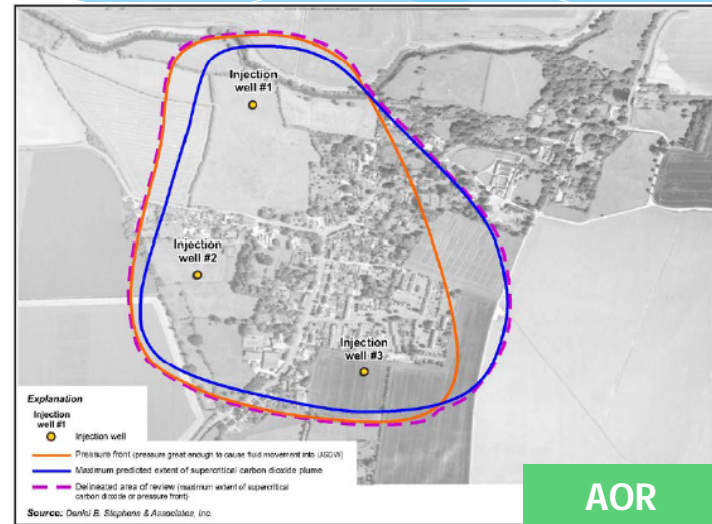 Injection
well #1
Injection
well #2
Injection
well #3
Explanation
Injection
well #1
Injection well
Pressure front (pressure great enough to cause fluid movement into USDW)
Maximum predicted extent of supercritical carbon dioxide plume
Delineated area of review (maximum extent of supercritical
carbon dioxide or pressure front)
Source: Daniel B. Stephens & Associates, Inc.
AOR